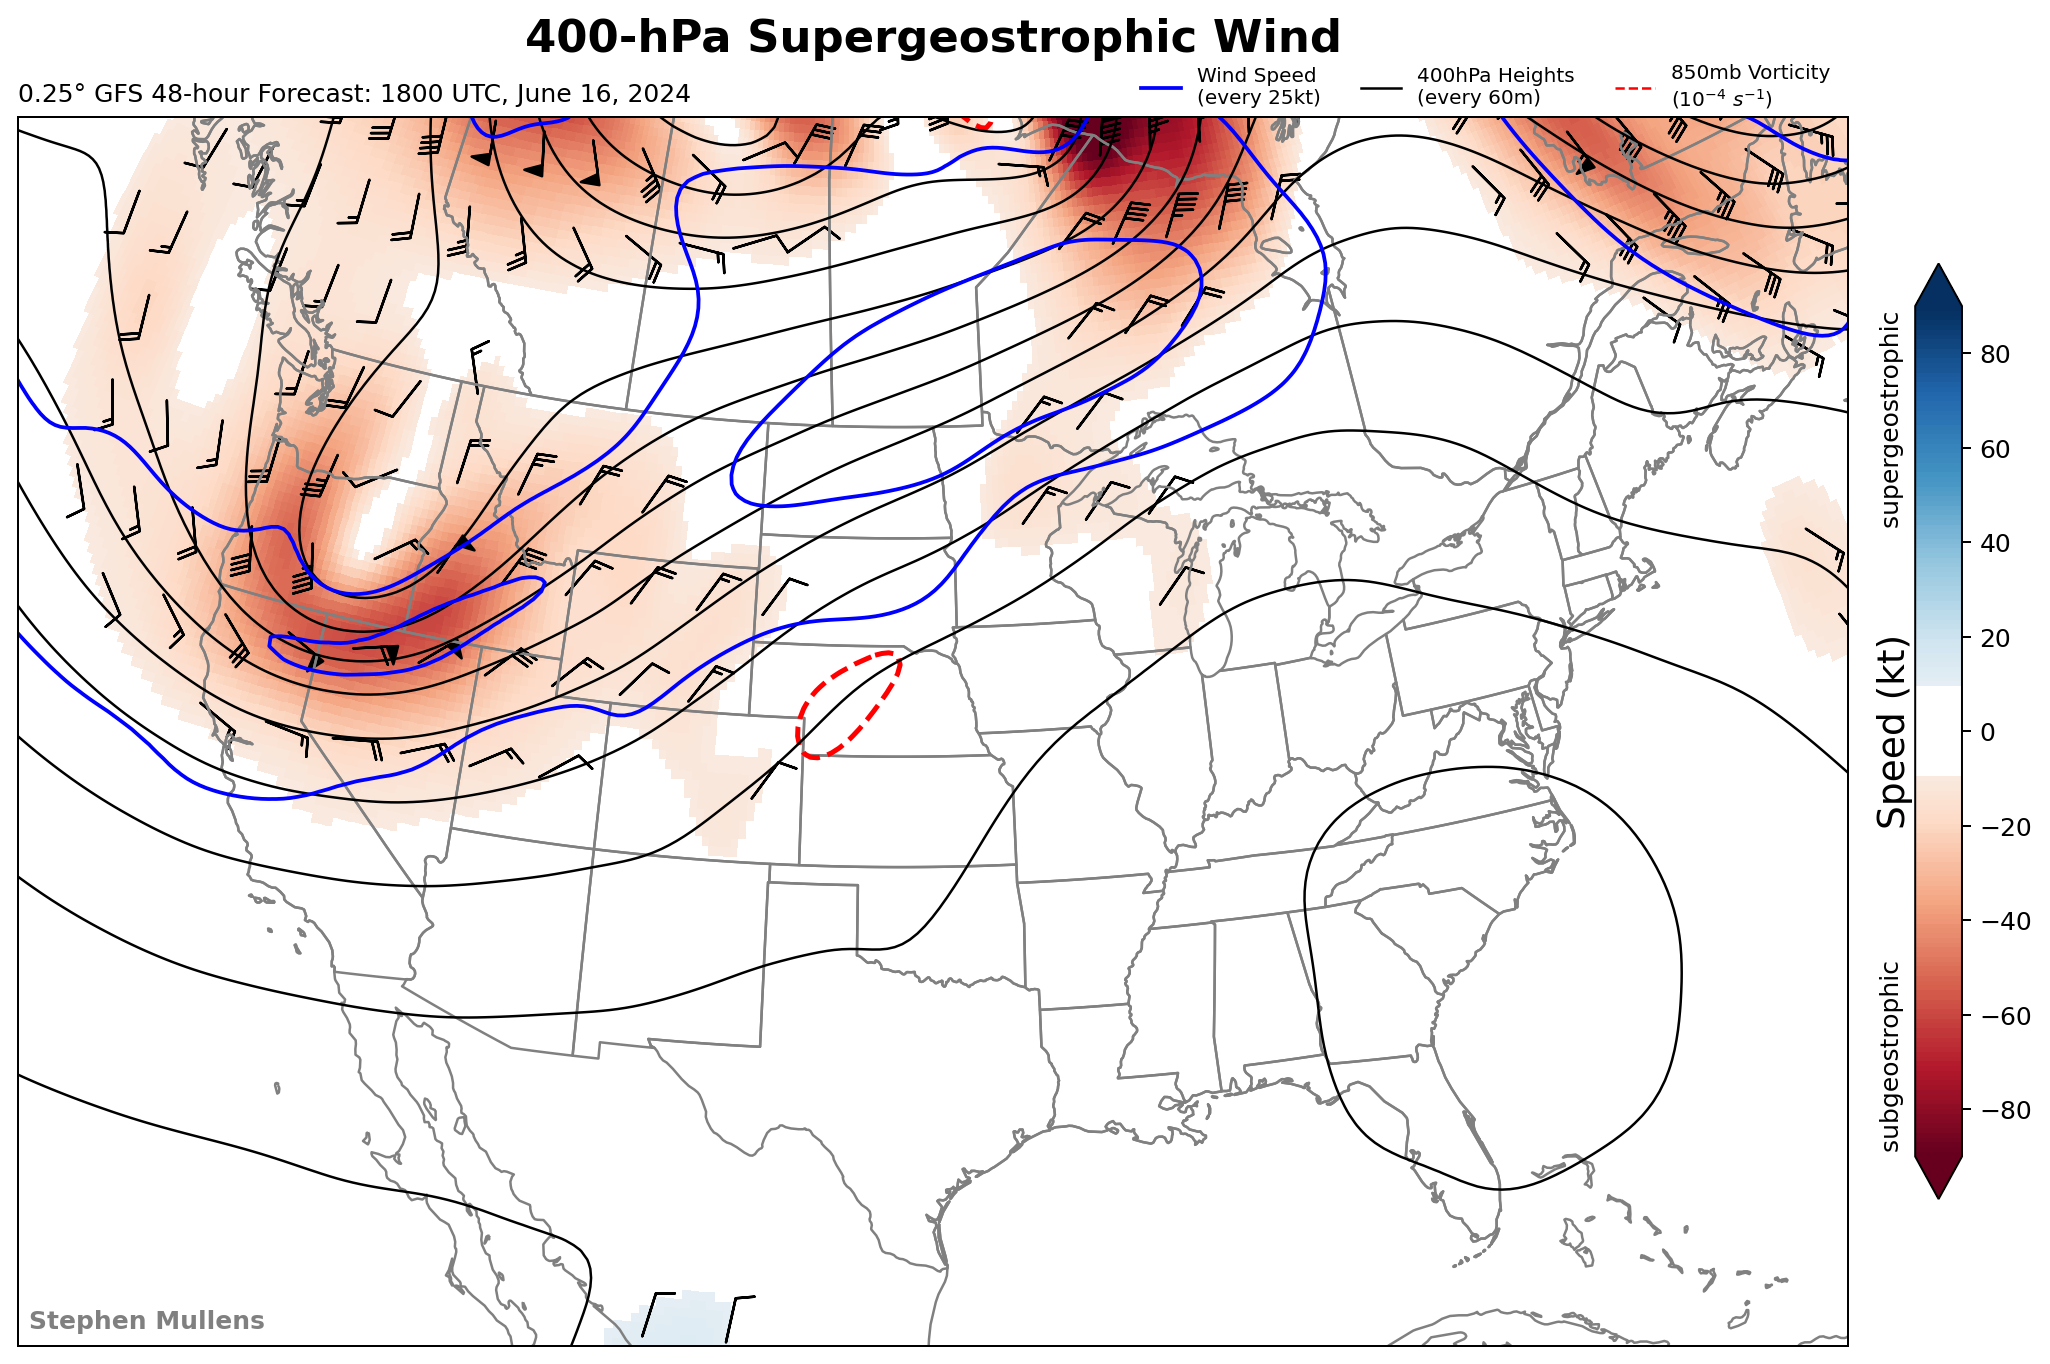 400-hPa Supergeostrophic Wind
0.25° GFS 48-hour Forecast: 1800 UTC, June 16, 2024
Wind Speed
(every 25kt)
400hPa Heights
(every 60m)
850mb Vorticity
(10⁻⁴ s⁻¹)
supergeostrophic
Speed (kt)
subgeostrophic
80
60
40
20
0
−20
−40
−60
−80
Stephen Mullens